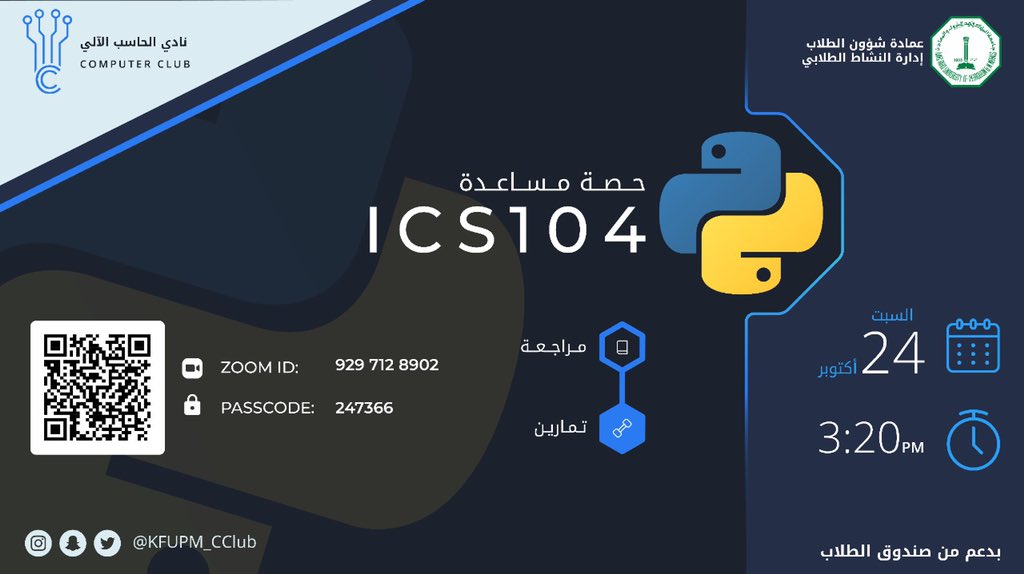 نادي الحاسب الآلي
COMPUTER CLUB
عمادة شؤون الطلاب
إدارة النشاط الطلابي
حصة مساعدة
ICS104
مراجعة
تمارين
ZOOM ID: 929 712 8902
PASSCODE: 247366
السبت
24 أكتوبر
3:20PM
@KFUPM_CClub
بدعم من صندوق الطلاب